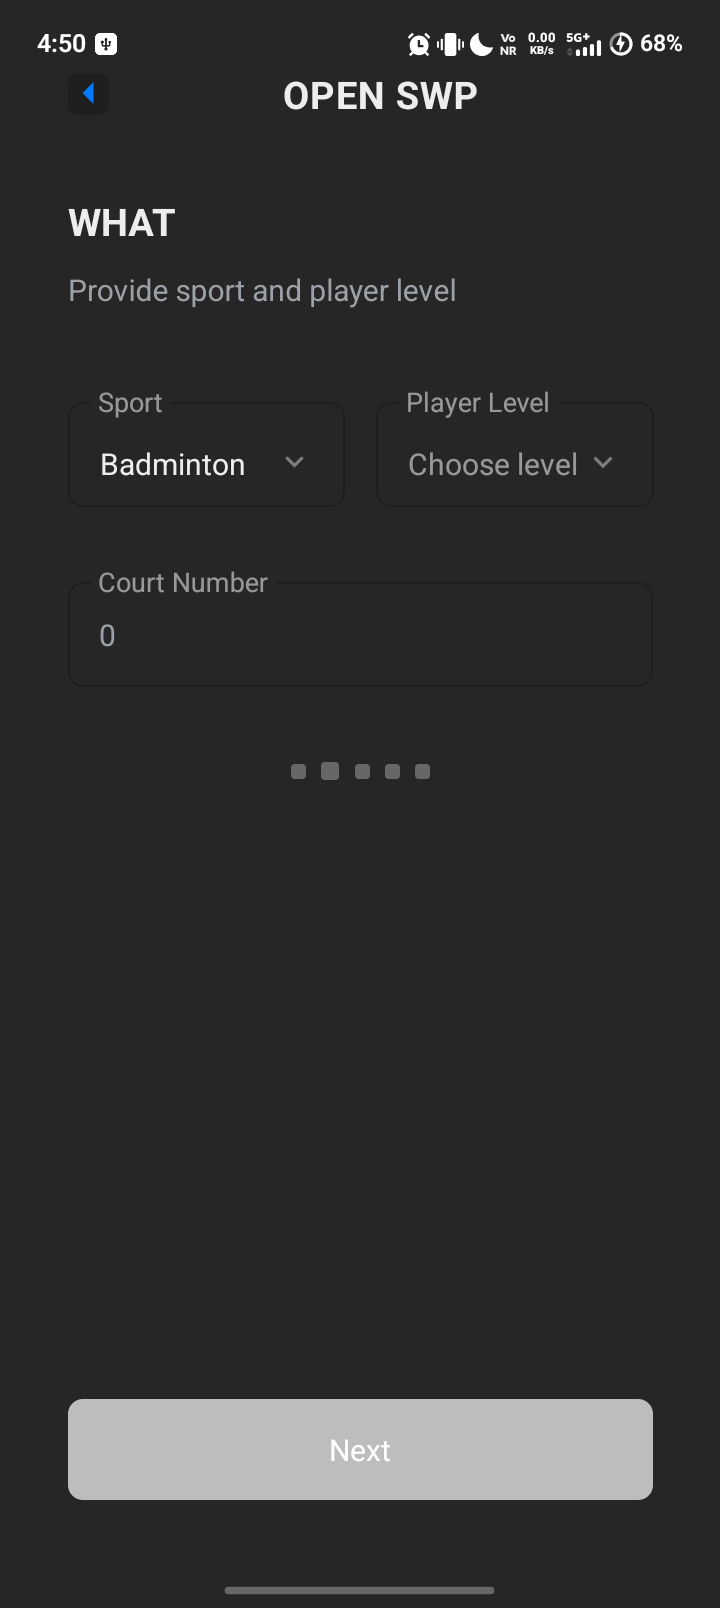 4:50
Vo NR 0.00 KB/s 5G+ 68%
OPEN SWP
WHAT
Provide sport and player level
Sport
Player Level
Badminton
Choose level
Court Number
0
Next